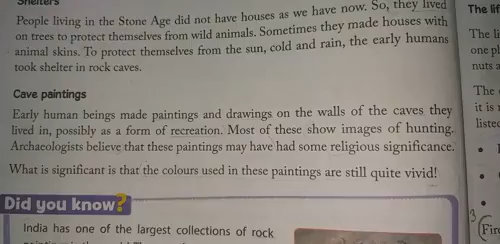 Shelters
People living in the Stone Age did not have houses as we have now. So, they lived
on trees to protect themselves from wild animals. Sometimes they made houses with
animal skins. To protect themselves from the sun, cold and rain, the early humans
took shelter in rock caves.
Cave paintings
Early human beings made paintings and drawings on the walls of the caves they
lived in, possibly as a form of recreation. Most of these show images of hunting.
Archaeologists believe that these paintings may have had some religious significance.
What is significant is that the colours used in these paintings are still quite vivid!
Did you know?
India has one of the largest collections of rock
The lif
The li
one pl
nuts a
The
it is
listed
3
Fir